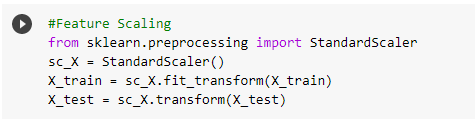 #Feature Scaling
from sklearn.preprocessing import StandardScaler
sc_X = StandardScaler()
X_train = sc_X.fit_transform(X_train)
X_test = sc_X.transform(X_test)